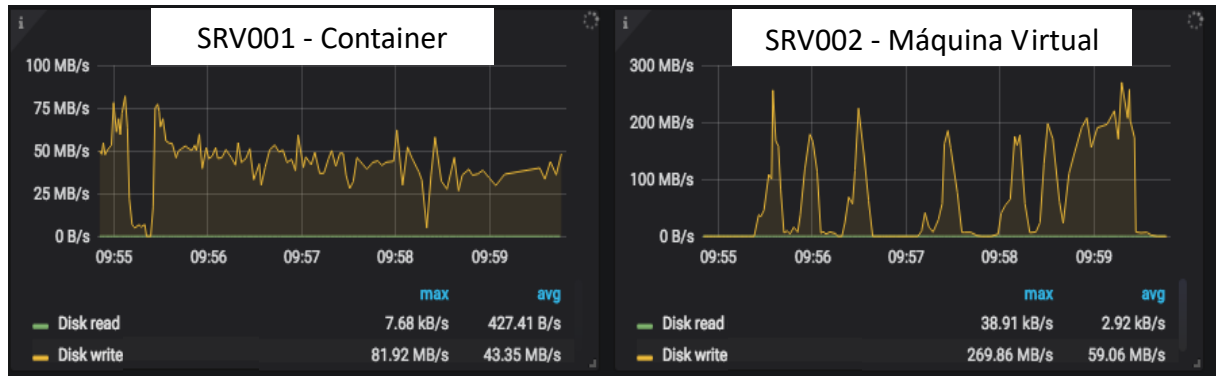 SRV001 - Container
100 MB/s
75 MB/s
50 MB/s
25 MB/s
0 B/s
09:55 09:56 09:57 09:58 09:59
max avg
Disk read 7.68 kB/s 427.41 B/s
Disk write 81.92 MB/s 43.35 MB/s
SRV002 - Máquina Virtual
300 MB/s
200 MB/s
100 MB/s
0 B/s
09:55 09:56 09:57 09:58 09:59
max avg
Disk read 38.91 kB/s 2.92 kB/s
Disk write 269.86 MB/s 59.06 MB/s